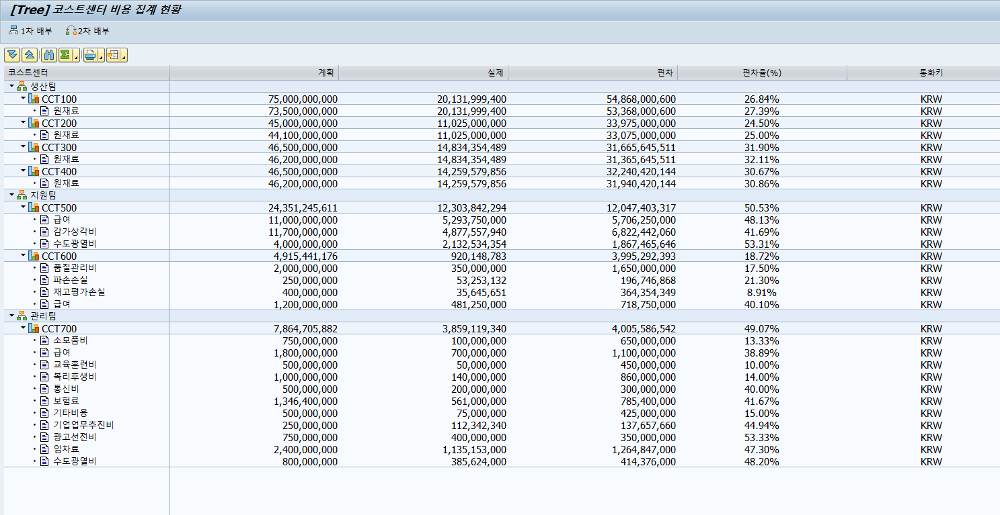 [Tree] 코스트센터 비용 집계 현황
1차 배부 2차 배부
코스트센터 계획 실제 편차 편차율(%) 통화키
생산팀
CCT100 75,000,000,000 20,131,999,400 54,868,000,600 26.84% KRW
원재료 73,500,000,000 20,131,999,400 53,368,000,600 27.39% KRW
CCT200 45,000,000,000 11,025,000,000 33,975,000,000 24.50% KRW
원재료 44,100,000,000 11,025,000,000 33,075,000,000 25.00% KRW
CCT300 46,500,000,000 14,834,354,489 31,665,645,511 31.90% KRW
원재료 46,200,000,000 14,834,354,489 31,365,645,511 32.11% KRW
CCT400 46,500,000,000 14,259,579,856 32,240,420,144 30.67% KRW
원재료 46,200,000,000 14,259,579,856 31,940,420,144 30.86% KRW
지원팀
CCT500 24,351,245,611 12,303,842,294 12,047,403,317 50.53% KRW
급여 11,000,000,000 5,293,750,000 5,706,250,000 48.13% KRW
감가상각비 11,700,000,000 4,877,557,940 6,822,442,060 41.69% KRW
수도광열비 4,000,000,000 2,132,534,354 1,867,465,646 53.31% KRW
CCT600 4,915,441,176 920,148,783 3,995,292,393 18.72% KRW
품질관리비 2,000,000,000 350,000,000 1,650,000,000 17.50% KRW
파손손실 250,000,000 53,253,132 196,746,868 21.30% KRW
재고평가손실 400,000,000 35,645,651 364,354,349 8.91% KRW
급여 1,200,000,000 481,250,000 718,750,000 40.10% KRW
관리팀
CCT700 7,864,705,882 3,859,119,340 4,005,586,542 49.07% KRW
소모품비 750,000,000 100,000,000 650,000,000 13.33% KRW
급여 1,800,000,000 700,000,000 1,100,000,000 38.89% KRW
교육훈련비 500,000,000 50,000,000 450,000,000 10.00% KRW
복리후생비 1,000,000,000 140,000,000 860,000,000 14.00% KRW
통신비 500,000,000 200,000,000 300,000,000 40.00% KRW
보험료 1,346,400,000 561,000,000 785,400,000 41.67% KRW
기타비용 500,000,000 75,000,000 425,000,000 15.00% KRW
기업업무추진비 250,000,000 112,342,340 137,657,660 44.94% KRW
광고선전비 750,000,000 400,000,000 350,000,000 53.33% KRW
임차료 2,400,000,000 1,135,153,000 1,264,847,000 47.30% KRW
수도광열비 800,000,000 385,624,000 414,376,000 48.20% KRW